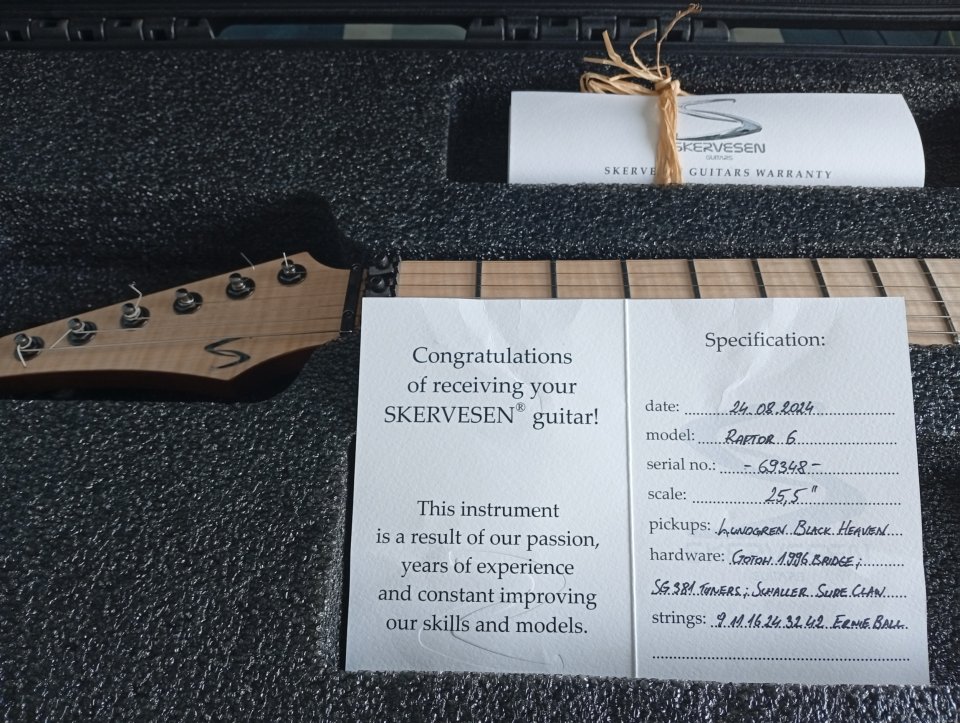 SKERVESEN
GUITARS
SKERVE GUITARS WARRANTY
Congratulations
of receiving your
SKERVESEN® guitar!
This instrument
is a result of our passion,
years of experience
and constant improving
our skills and models.
Specification:
date: 24.08.2024
model: RAPTOR 6
serial no.: - 69348 -
scale: 25,5"
pickups: LUNDGREN BLACK HEAVEN
hardware: GOTOH 1996 BRIDGE;
SG381 TUNERS; SCHALLER SURE CLAW
strings: 9 11 16 24 32 42 ERNIE BALL